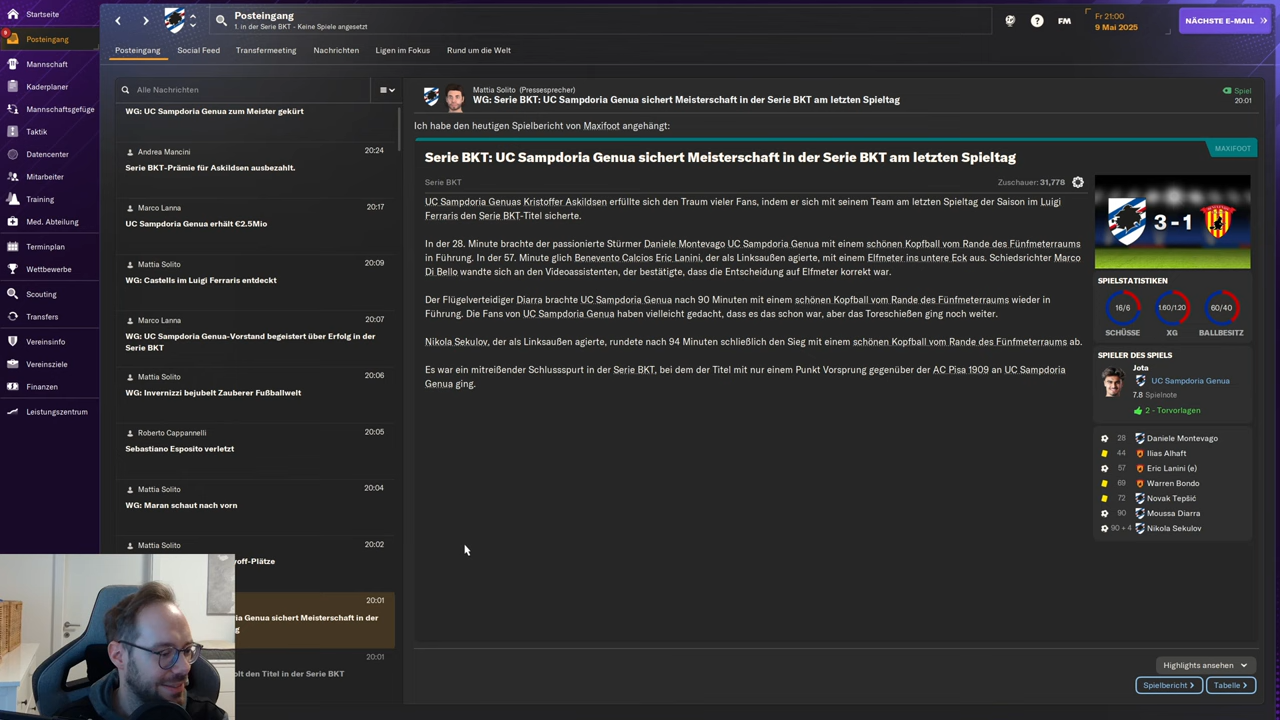 Startseite
Posteingang
1. in der Serie BKT - Keine Spiele angesetzt
FM
Fr 21:00
9 Mai 2025
NÄCHSTE E-MAIL
Posteingang
Social Feed
Transfermeeting
Nachrichten
Ligen im Fokus
Rund um die Welt
Posteingang
Mannschaft
Kaderplaner
Mannschaftsgefüge
Taktik
Datencenter
Mitarbeiter
Training
Med. Abteilung
Terminplan
Wettbewerbe
Scouting
Transfers
Vereinsinfo
Vereinsziele
Finanzen
Leistungszentrum
Alle Nachrichten
WG: UC Sampdoria Genua zum Meister gekürt
Andrea Mancini 20:24
Serie BKT-Prämie für Askildsen ausbezahlt.
Marco Lanna 20:17
UC Sampdoria Genua erhält €2.5Mio
Mattia Solito 20:09
WG: Castells im Luigi Ferraris entdeckt
Marco Lanna 20:07
WG: UC Sampdoria Genua-Vorstand begeistert über Erfolg in der
Serie BKT
Mattia Solito 20:06
WG: Invernizzi bejubelt Zauberer Fußballwelt
Roberto Cappannelli 20:05
Sebastiano Esposito verletzt
Mattia Solito 20:04
WG: Maran schaut nach vorn
Mattia Solito 20:02
yoff-Plätze
20:01
ia Genua sichert Meisterschaft in der
g
20:01
olt den Titel in der Serie BKT
Mattia Solito (Pressesprecher)
WG: Serie BKT: UC Sampdoria Genua sichert Meisterschaft in der Serie BKT am letzten Spieltag
Spiel
20:01
Ich habe den heutigen Spielbericht von Maxifoot angehängt:
MAXIFOOT
Serie BKT: UC Sampdoria Genua sichert Meisterschaft in der Serie BKT am letzten Spieltag
Serie BKT
Zuschauer: 31,778
UC Sampdoria Genuas Kristoffer Askildsen erfüllte sich den Traum vieler Fans, indem er sich mit seinem Team am letzten Spieltag der Saison im Luigi
Ferraris den Serie BKT-Titel sicherte.
In der 28. Minute brachte der passionierte Stürmer Daniele Montevago UC Sampdoria Genua mit einem schönen Kopfball vom Rande des Fünfmeterraums
in Führung. In der 57. Minute glich Benevento Calcios Eric Lanini, der als Linksaußen agierte, mit einem Elfmeter ins untere Eck aus. Schiedsrichter Marco
Di Bello wandte sich an den Videoassistenten, der bestätigte, dass die Entscheidung auf Elfmeter korrekt war.
Der Flügelverteidiger Diarra brachte UC Sampdoria Genua nach 90 Minuten mit einem schönen Kopfball vom Rande des Fünfmeterraums wieder in
Führung. Die Fans von UC Sampdoria Genua haben vielleicht gedacht, dass es das schon war, aber das Toreschießen ging noch weiter.
Nikola Sekulov, der als Linksaußen agierte, rundete nach 94 Minuten schließlich den Sieg mit einem schönen Kopfball vom Rande des Fünfmeterraums ab.
Es war ein mitreißender Schlussspurt in der Serie BKT, bei dem der Titel mit nur einem Punkt Vorsprung gegenüber der AC Pisa 1909 an UC Sampdoria
Genua ging.
3 - 1
SPIELSTATISTIKEN
16/6
1.60/1.20
60/40
SCHÜSSE
XG
BALLBESITZ
SPIELER DES SPIELS
Jota
UC Sampdoria Genua
7.8 Spielnote
2 - Torvorlagen
28 Daniele Montevago
44 Ilias Alhaft
57 Eric Lanini (e)
69 Warren Bondo
72 Novak Tepšić
90 Moussa Diarra
90 + 4 Nikola Sekulov
Highlights ansehen
Spielbericht
Tabelle